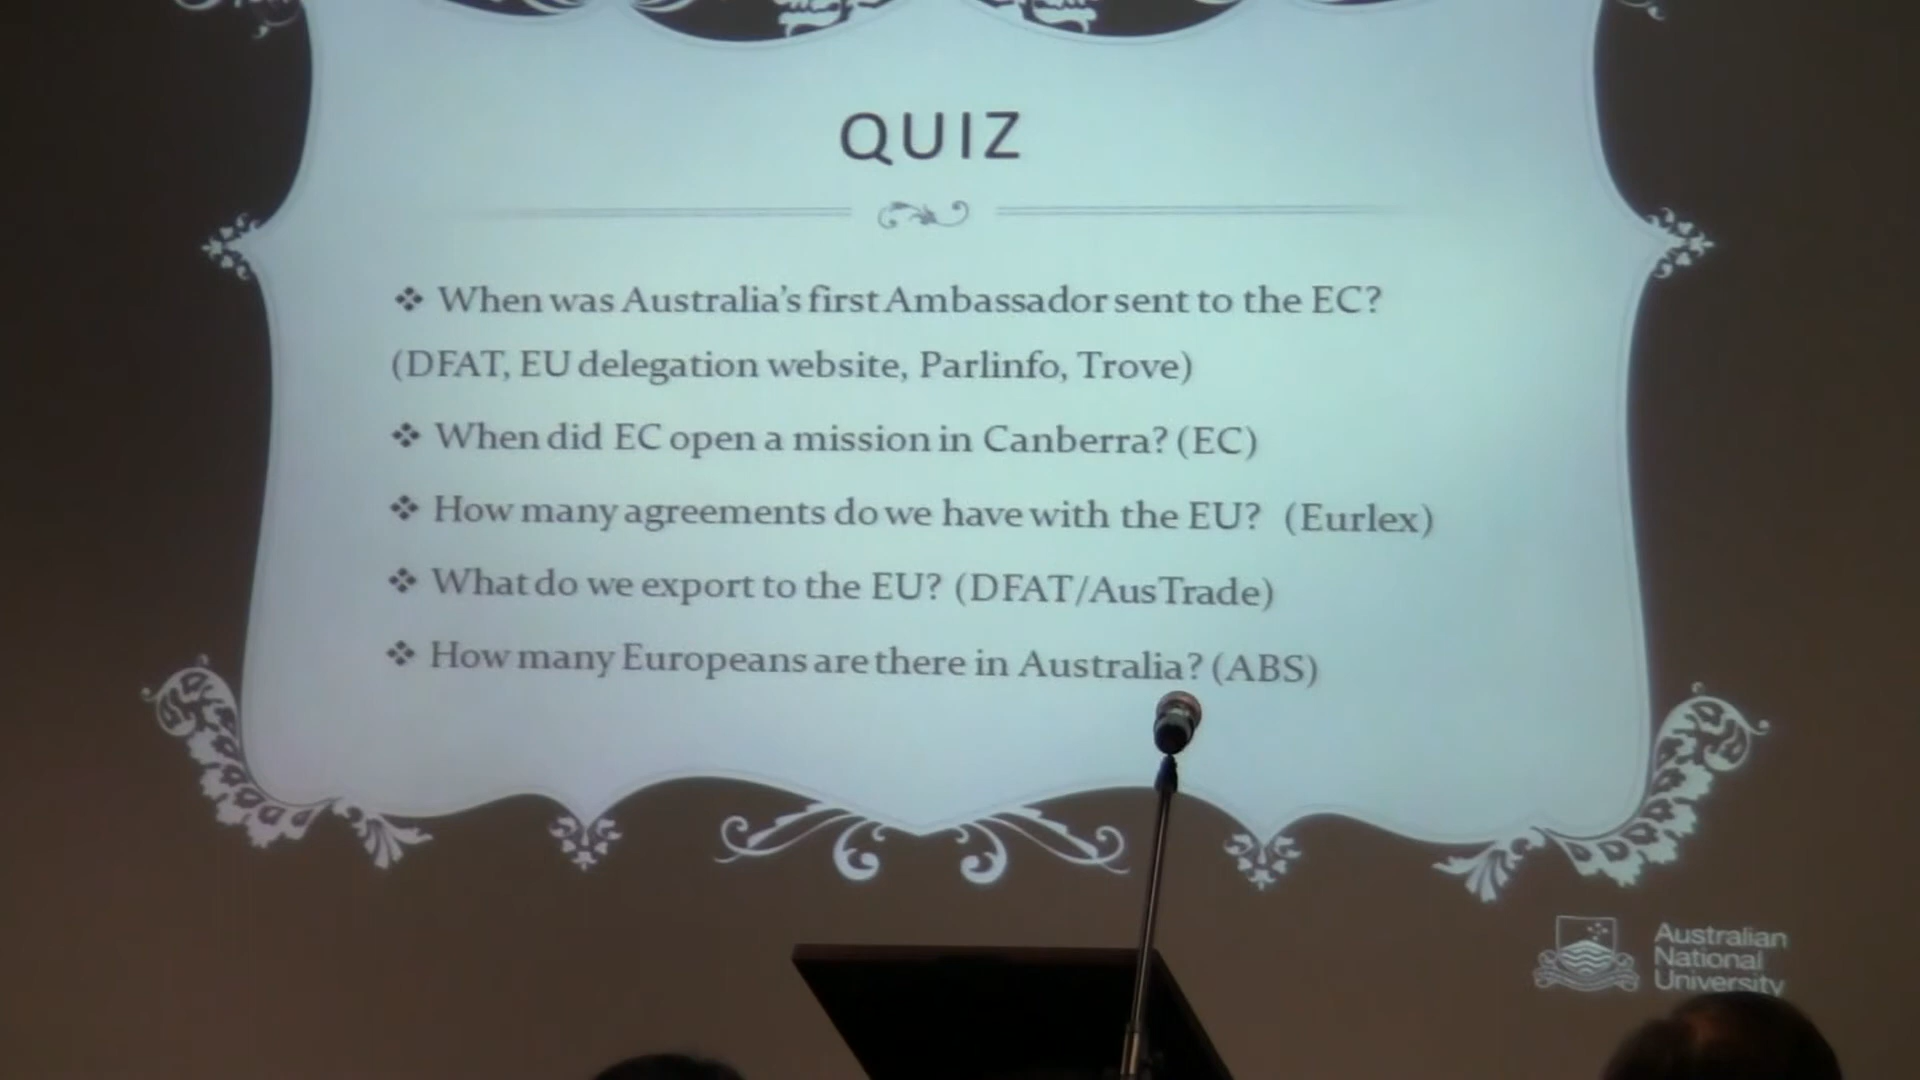 QUIZ
❖ When was Australia's first Ambassador sent to the EC?
(DFAT, EU delegation website, Parlinfo, Trove)
❖ When did EC open a mission in Canberra? (EC)
❖ How many agreements do we have with the EU? (Eurlex)
❖ What do we export to the EU? (DFAT/AusTrade)
❖ How many Europeans are there in Australia? (ABS)
Australian
National
University